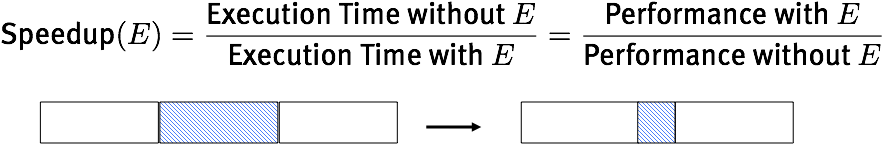 Speedup(E) = Execution Time without E / Execution Time with E = Performance with E / Performance without E